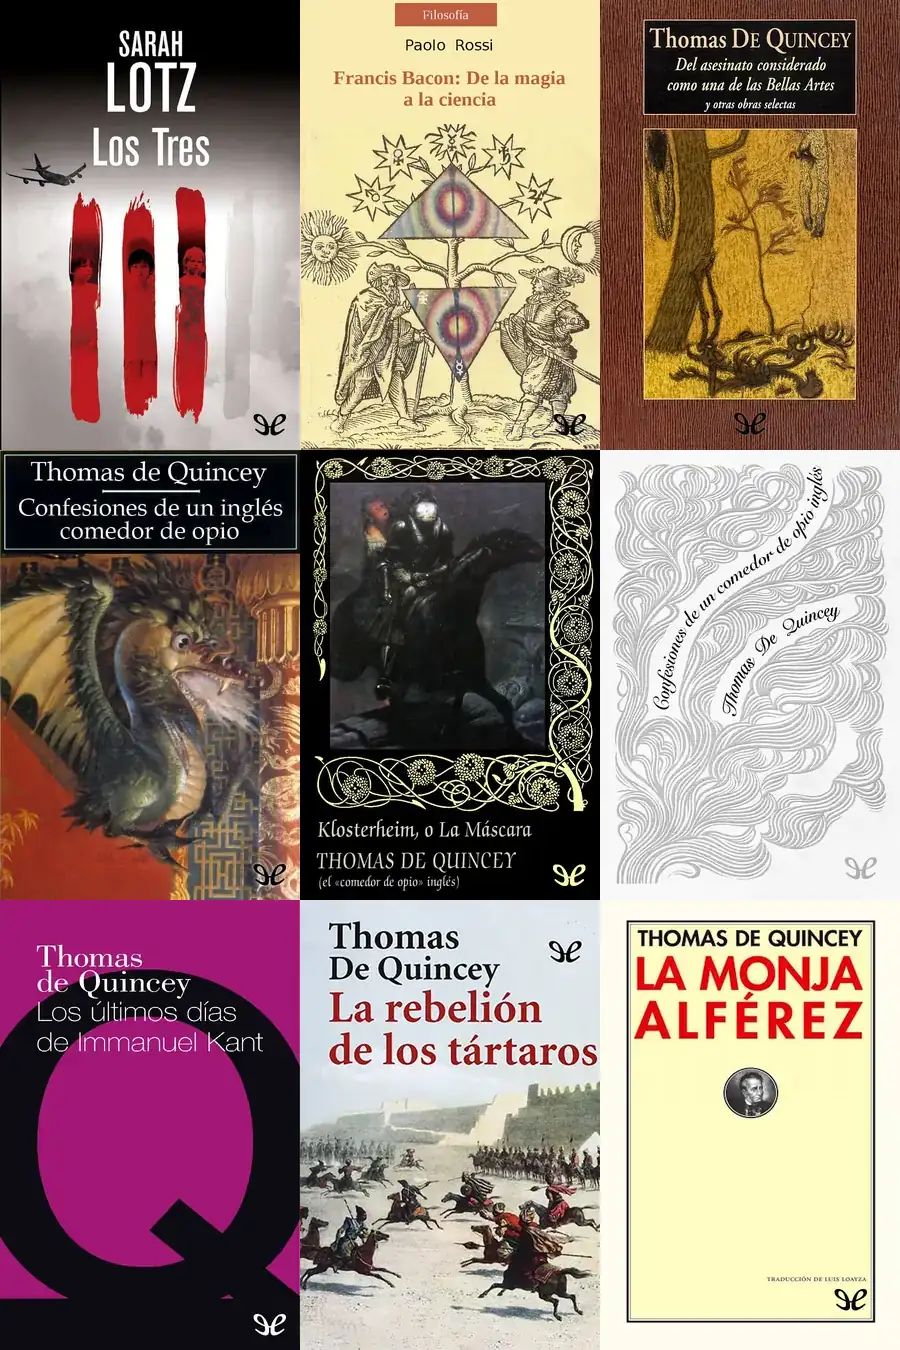 SARAH
LOTZ
Los Tres
Filosofía
Paolo Rossi
Francis Bacon: De la magia
a la ciencia
Thomas DE QUINCEY
Del asesinato considerado
como una de las Bellas Artes
y otras obras selectas
Thomas de Quincey
Confesiones de un inglés
comedor de opio
Klosterheim, o La Máscara
THOMAS DE QUINCEY
(el «comedor de opio» inglés)
Confesiones de un comedor de opio inglés
Thomas De Quincey
Thomas
de Quincey
Los últimos días
de Immanuel Kant
Q
Thomas
De Quincey
La rebelión
de los tártaros
THOMAS DE QUINCEY
LA MONJA
ALFÉREZ
TRADUCCIÓN DE LUIS LOAYZA